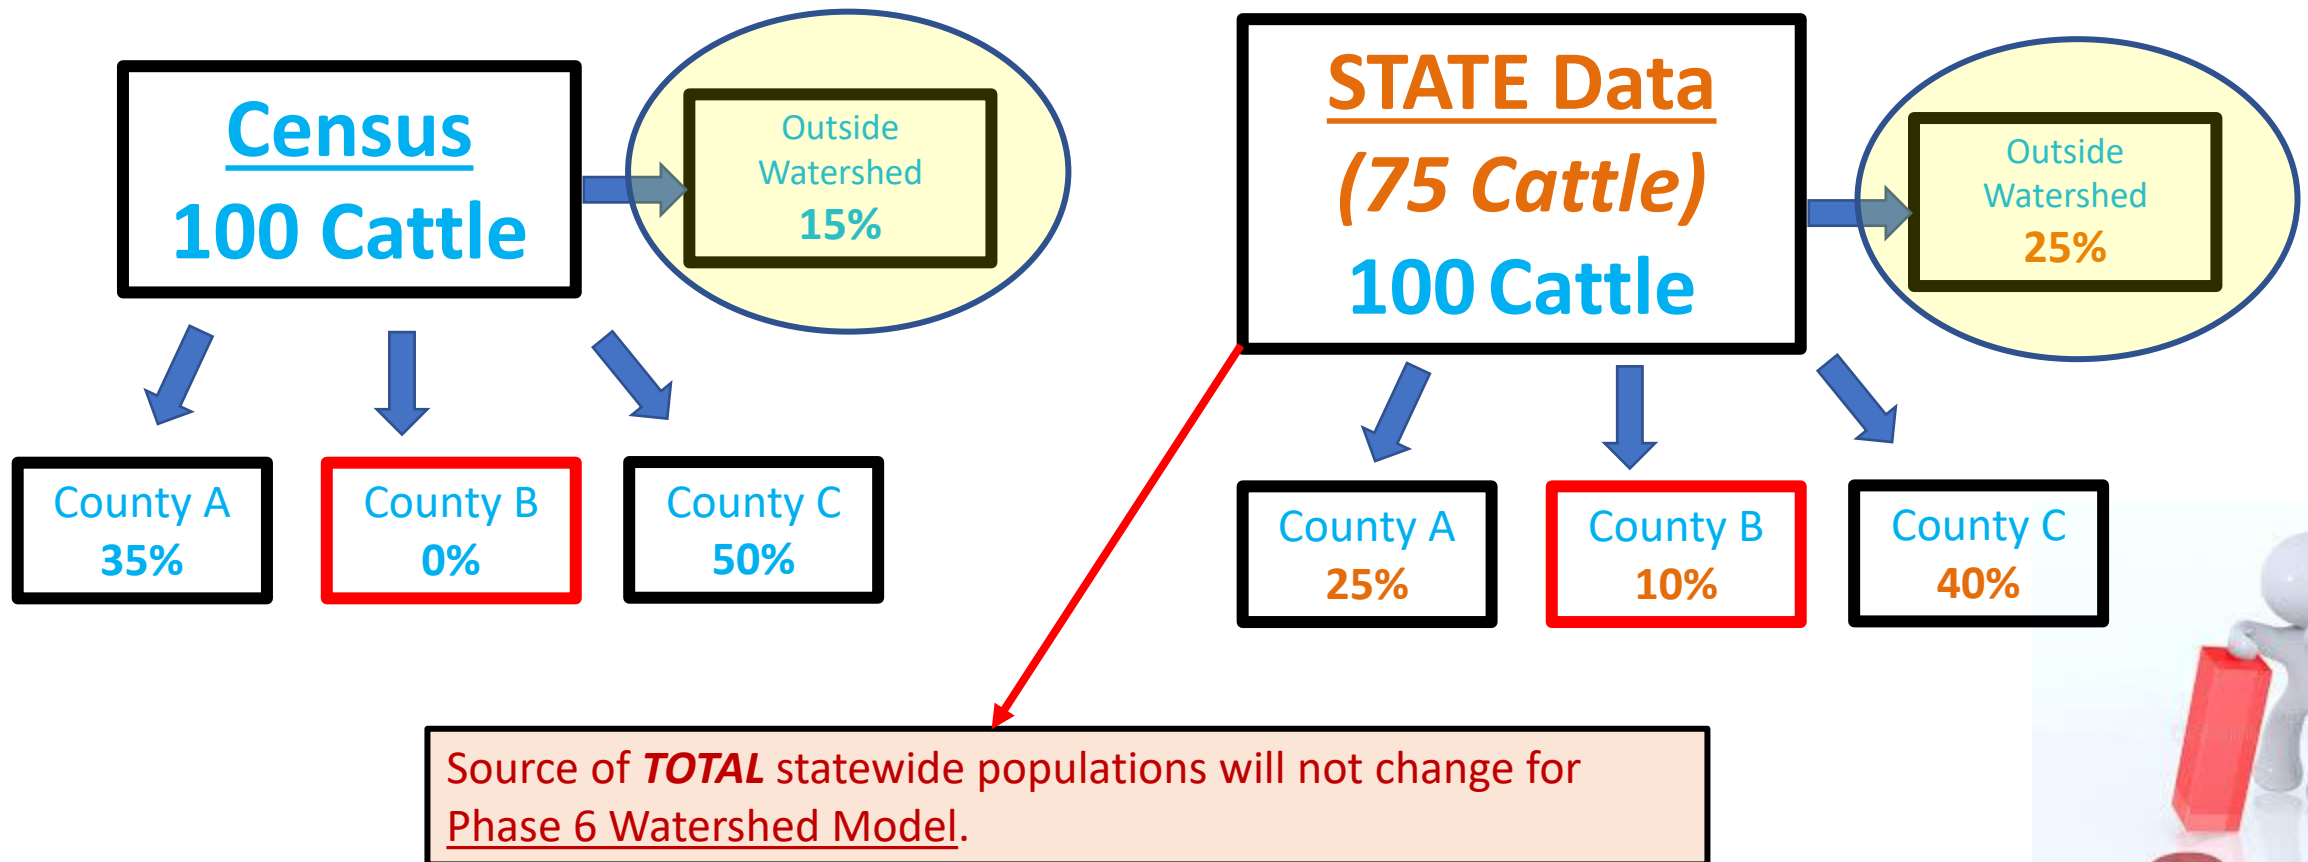 Census
100 Cattle
Outside
Watershed
15%
County A
35%
County B
0%
County C
50%
STATE Data
(75 Cattle)
100 Cattle
Outside
Watershed
25%
County A
25%
County B
10%
County C
40%
Source of TOTAL statewide populations will not change for
Phase 6 Watershed Model.